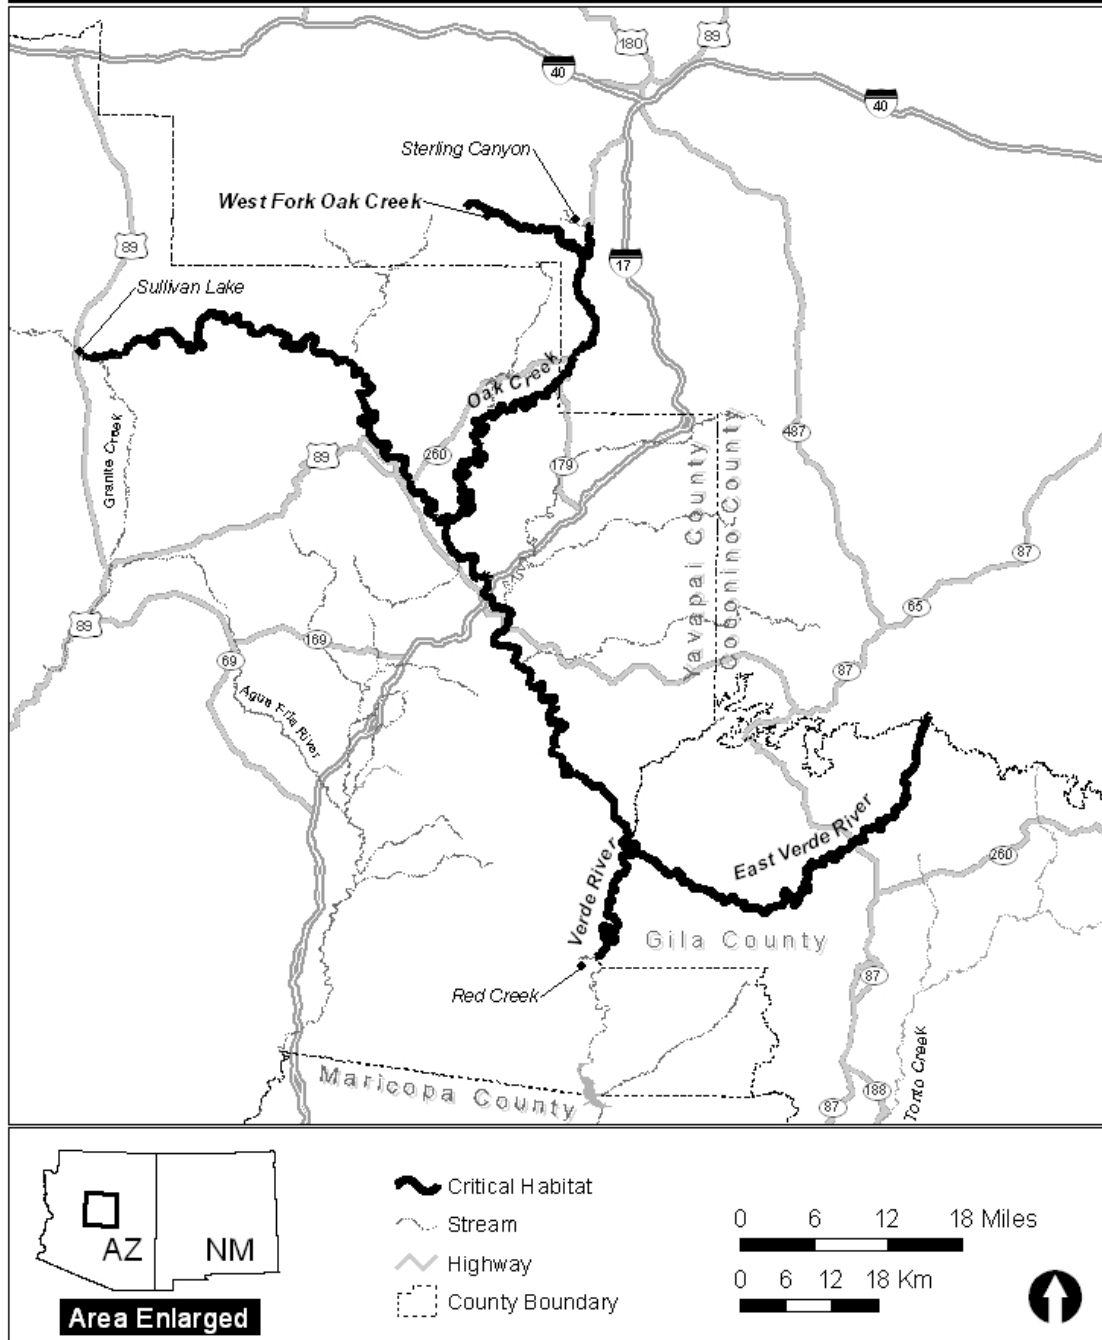 180
89
40
40
Sterling Canyon
West Fork Oak Creek
89
17
Sullivan Lake
Oak Creek
Granite Creek
89
260
179
487
Yavapai County
Coconino County
87
65
89
169
69
87
Agua Fria River
East Verde River
Verde River
260
Gila County
87
Red Creek
Maricopa County
188
87
Tonto Creek
AZ
NM
Area Enlarged
Critical Habitat
Stream
Highway
County Boundary
0 6 12 18 Miles
0 6 12 18 Km